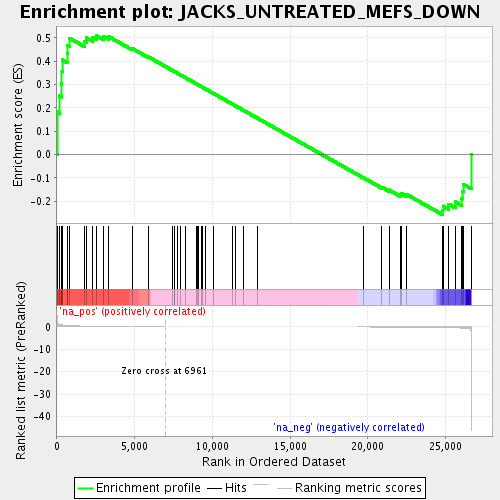 Enrichment plot: JACKS_UNTREATED_MEFS_DOWN
Enrichment score (ES)
0.5
0.4
0.3
0.2
0.1
0.0
-0.1
-0.2
'na_pos' (positively correlated)
Ranked list metric (PreRanked)
0
-10
-20
-30
-40
Zero cross at 6961
'na_neg' (negatively correlated)
0 5,000 10,000 15,000 20,000 25,000
Rank in Ordered Dataset
Enrichment profile Hits Ranking metric scores